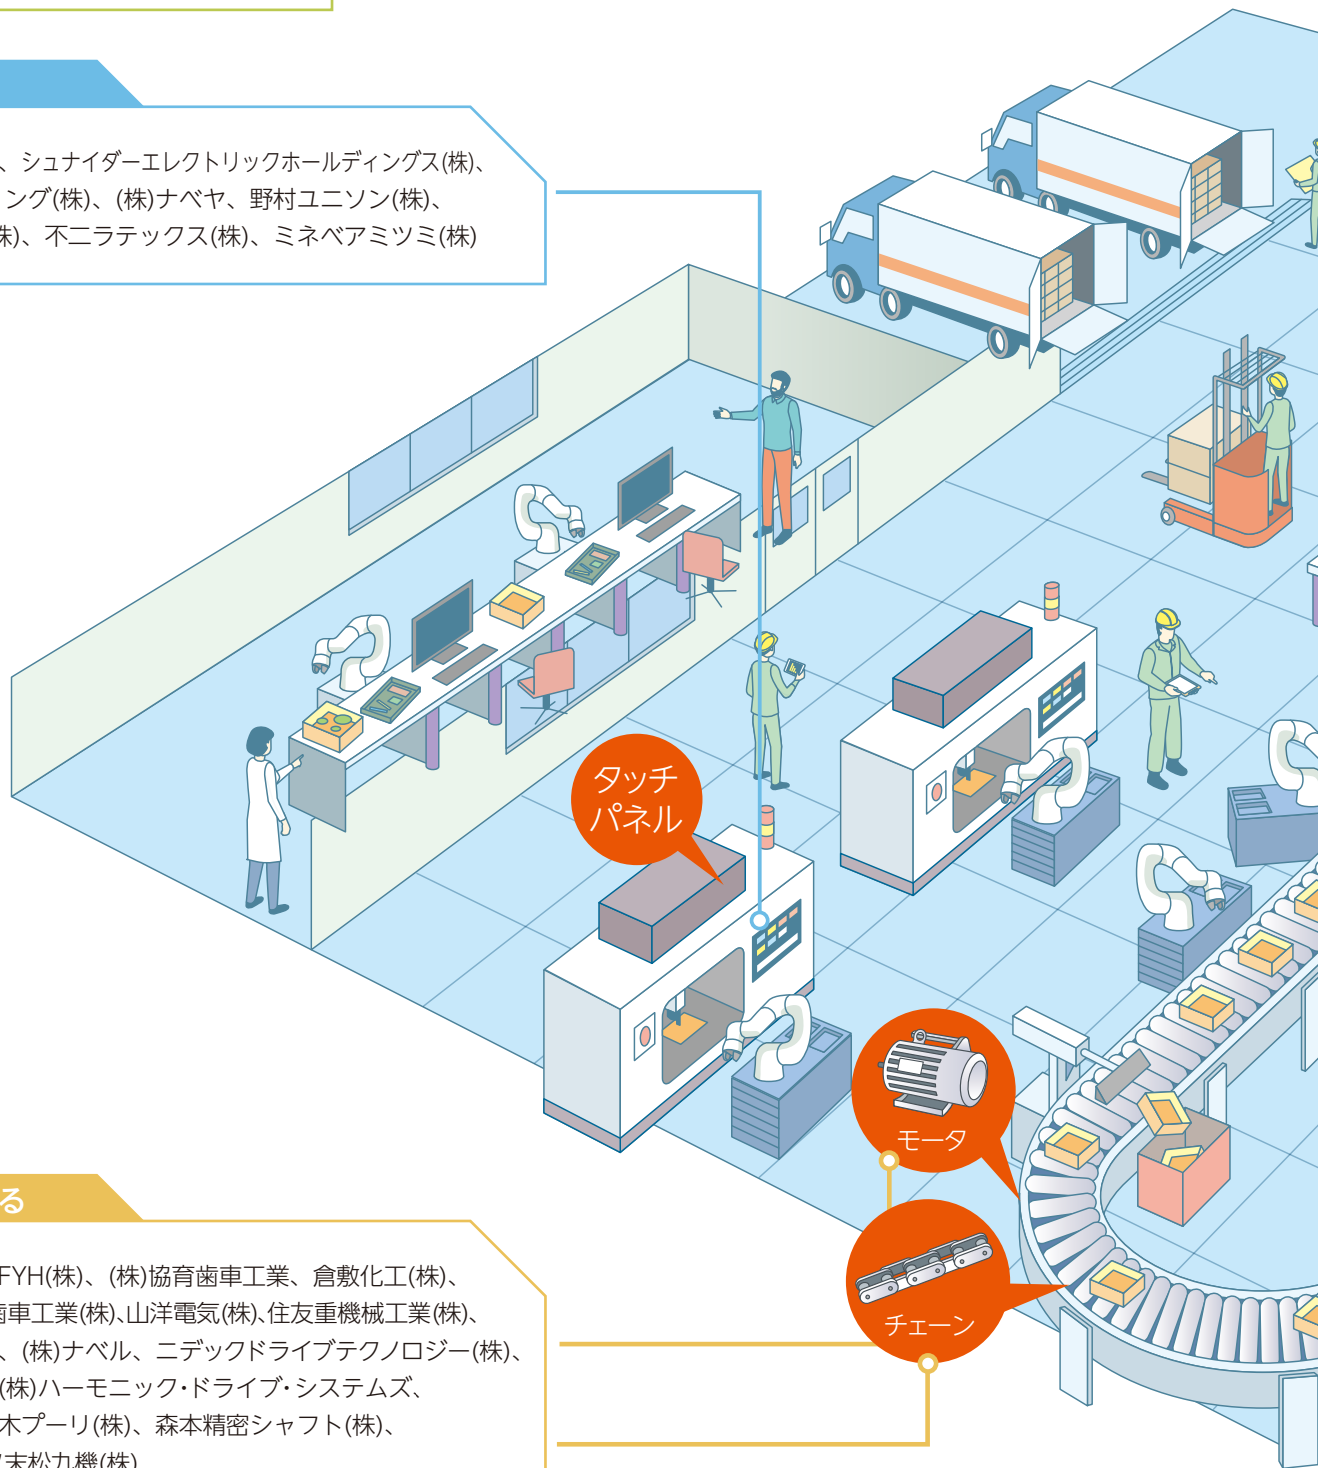 、シュナイダーエレクトリックホールディングス(株)、
ング(株)、(株)ナベヤ、野村ユニソン(株)、
株)、不二ラテックス(株)、ミネベアミツミ(株)
タッチ
パネル
モータ
チェーン
る
FYH(株)、(株)協育歯車工業、倉敷化工(株)、
歯車工業(株)、山洋電気(株)、住友重機械工業(株)、
、(株)ナベル、ニデックドライブテクノロジー(株)、
(株)ハーモニック・ドライブ・システムズ、
木プーリ(株)、森本精密シャフト(株)、
末松九機(株)